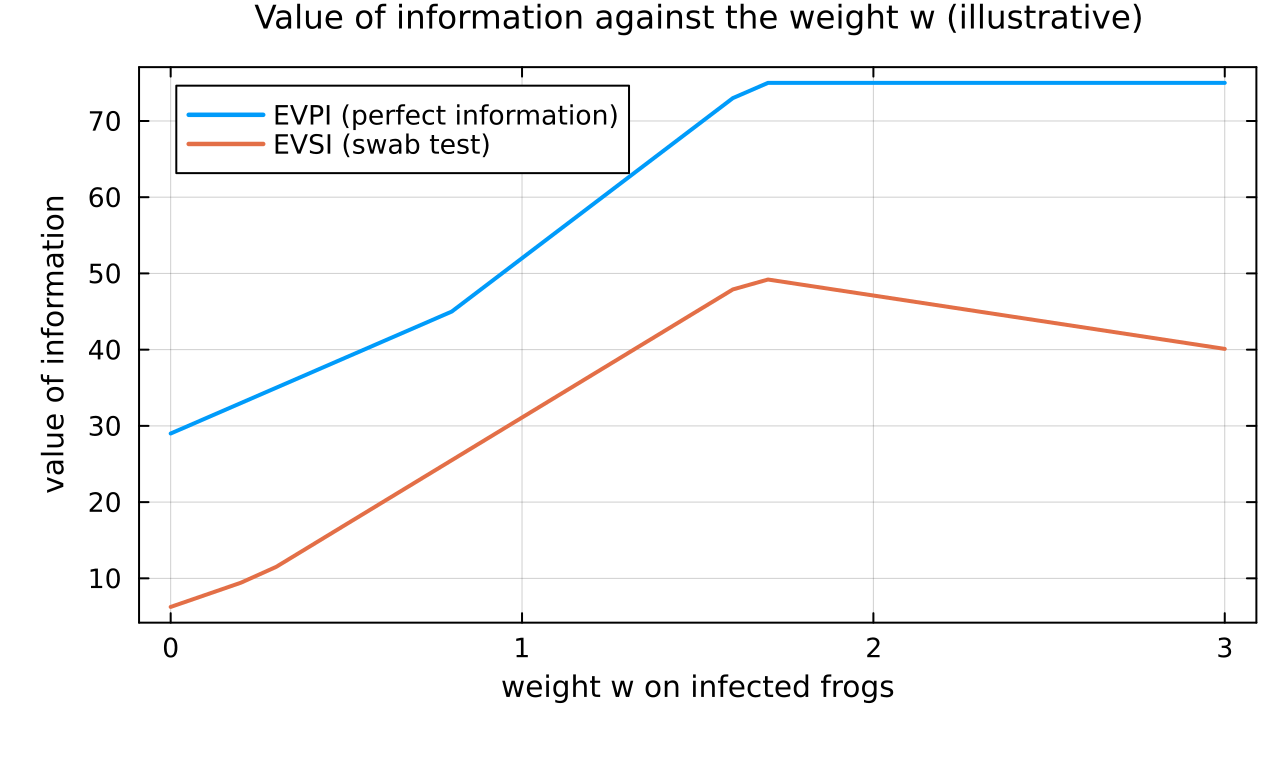 Value of information against the weight w (illustrative)
EVPI (perfect information)
EVSI (swab test)
value of information
70
60
50
40
30
20
10
0 1 2 3
weight w on infected frogs